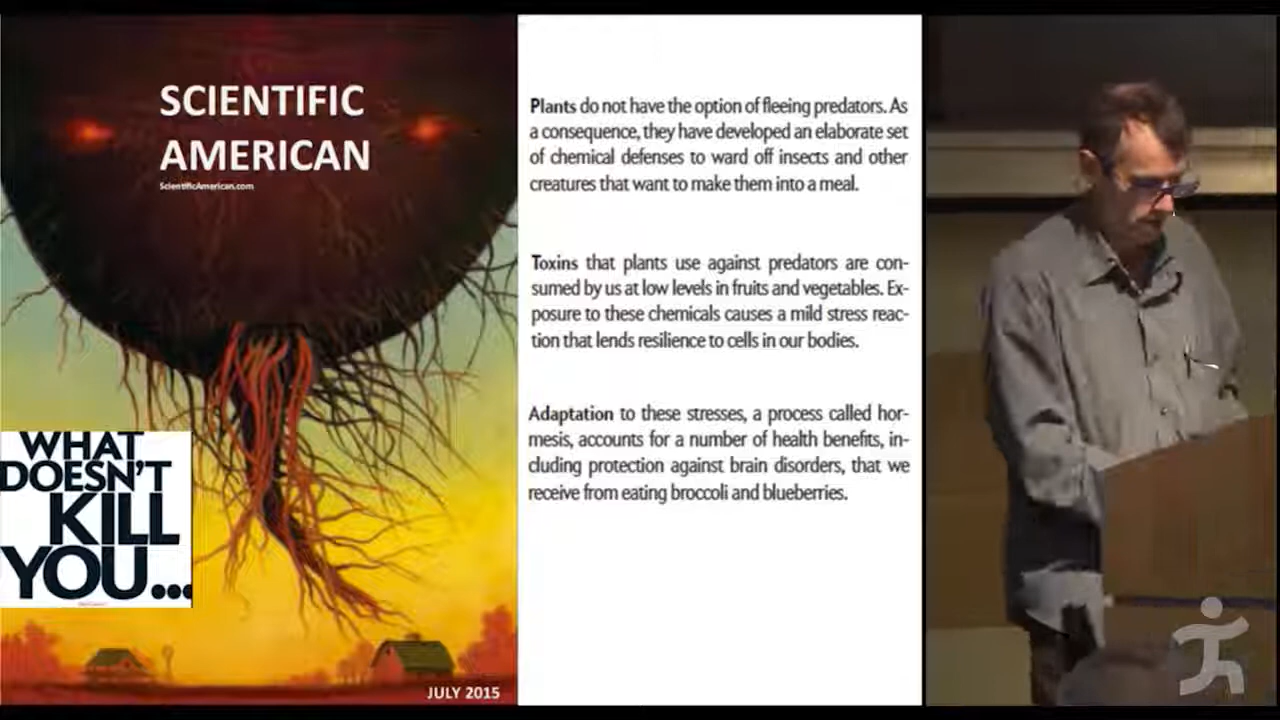 SCIENTIFIC
AMERICAN
ScientificAmerican.com
WHAT
DOESN'T
KILL
YOU...
JULY 2015
Plants do not have the option of fleeing predators. As
a consequence, they have developed an elaborate set
of chemical defenses to ward off insects and other
creatures that want to make them into a meal.
Toxins that plants use against predators are con-
sumed by us at low levels in fruits and vegetables. Ex-
posure to these chemicals causes a mild stress reac-
tion that lends resilience to cells in our bodies.
Adaptation to these stresses, a process called hor-
mesis, accounts for a number of health benefits, in-
cluding protection against brain disorders, that we
receive from eating broccoli and blueberries.